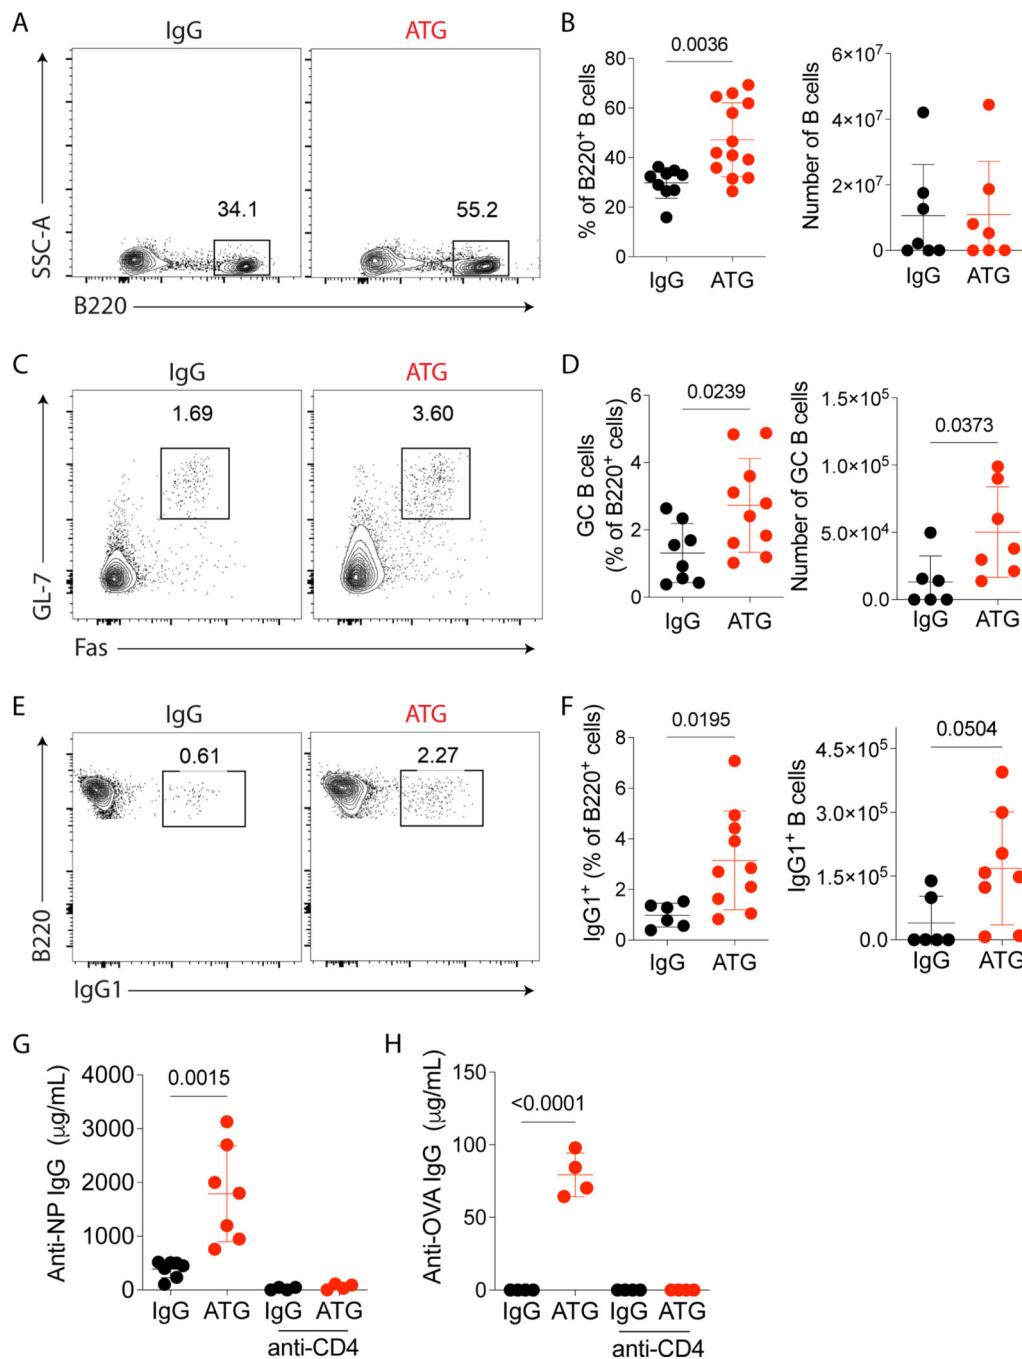 A
IgG
ATG
SSC-A
34.1
55.2
B220
B
0.0036
% of B220+ B cells
80
60
40
20
0
IgG
ATG
Number of B cells
6×10^7
4×10^7
2×10^7
0
IgG
ATG
C
IgG
ATG
GL-7
1.69
3.60
Fas
D
0.0239
GC B cells
(% of B220+ cells)
6
4
2
0
IgG
ATG
0.0373
Number of GC B cells
1.5×10^5
1.0×10^5
5.0×10^4
0.0
IgG
ATG
E
IgG
ATG
B220
0.61
2.27
IgG1
F
0.0195
IgG1+ (% of B220+ cells)
8
6
4
2
0
IgG
ATG
0.0504
IgG1+ B cells
4.5×10^5
3.0×10^5
1.5×10^5
0.0
IgG
ATG
G
Anti-NP IgG (µg/mL)
4000
3000
2000
1000
0
0.0015
IgG
ATG
IgG
ATG
anti-CD4
H
Anti-OVA IgG (µg/mL)
150
100
50
0
<0.0001
IgG
ATG
IgG
ATG
anti-CD4